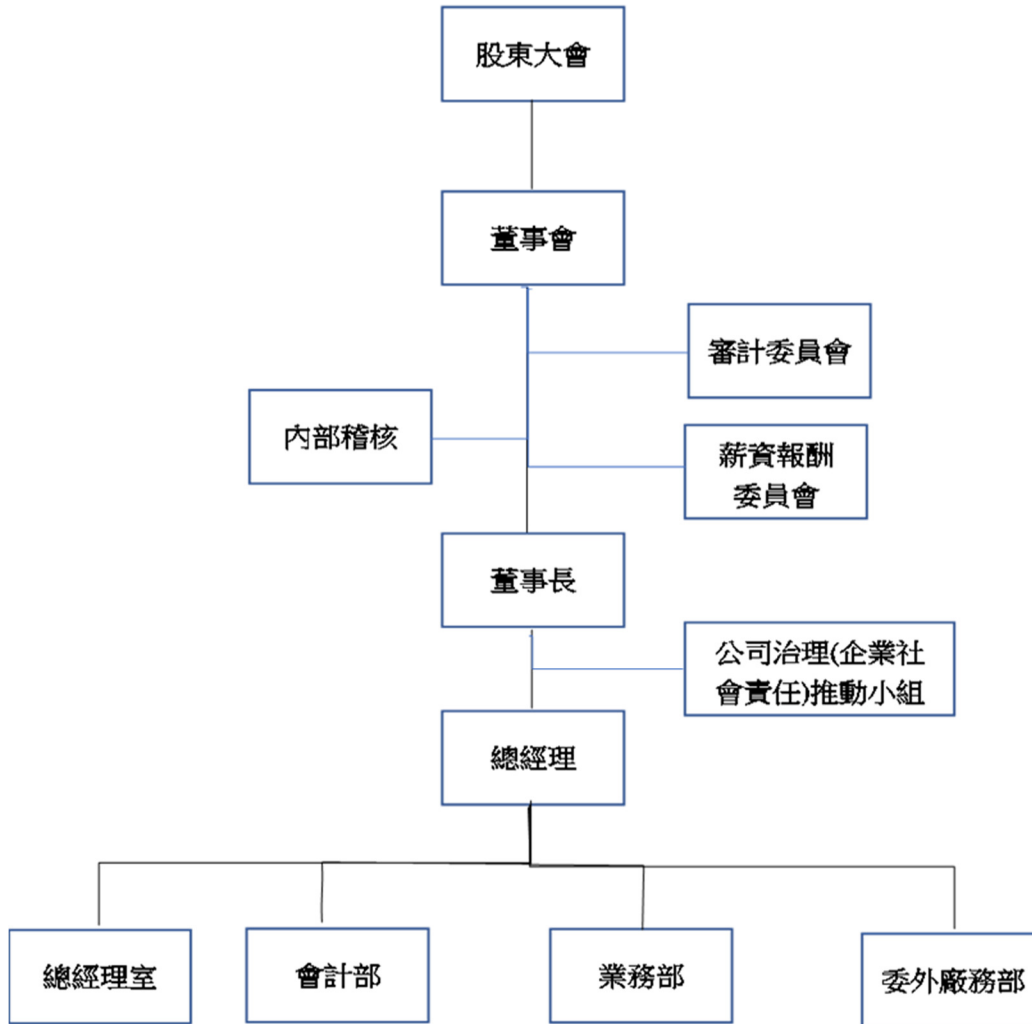 股東大會
董事會
審計委員會
內部稽核
薪資報酬
委員會
董事長
公司治理(企業社
會責任)推動小組
總經理
總經理室
會計部
業務部
委外廠務部